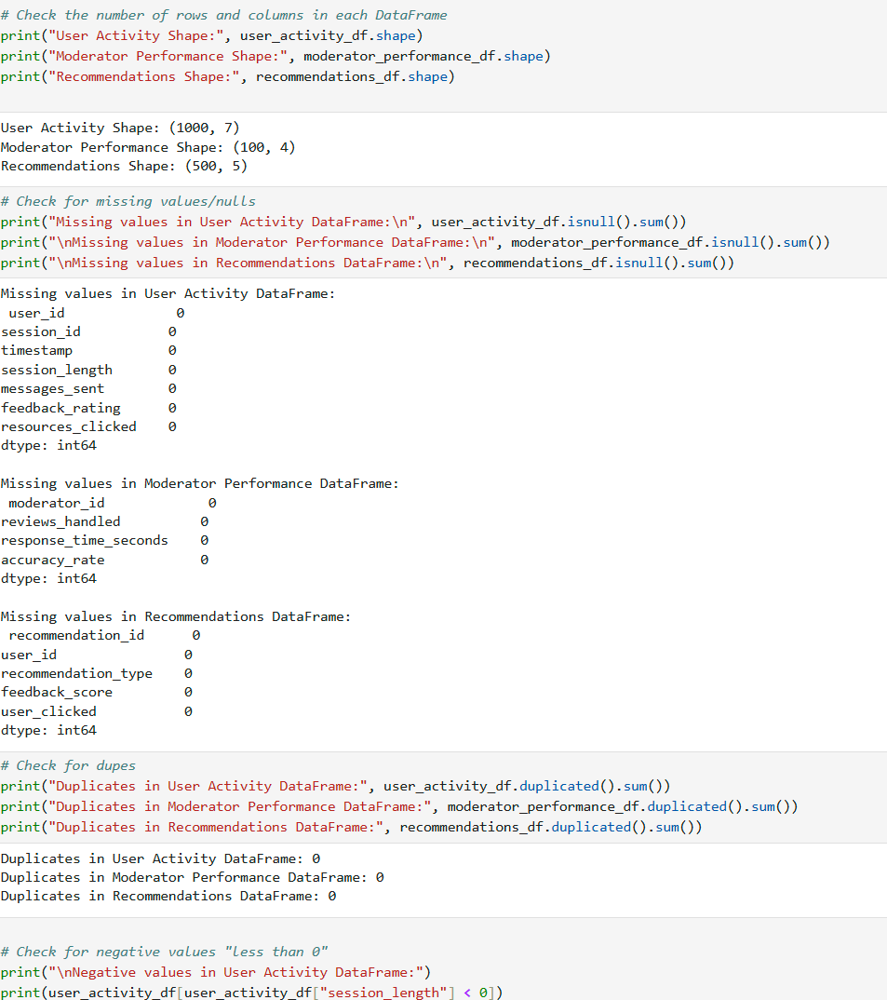 # Check the number of rows and columns in each DataFrame
print("User Activity Shape:", user_activity_df.shape)
print("Moderator Performance Shape:", moderator_performance_df.shape)
print("Recommendations Shape:", recommendations_df.shape)
User Activity Shape: (1000, 7)
Moderator Performance Shape: (100, 4)
Recommendations Shape: (500, 5)
# Check for missing values/nulls
print("Missing values in User Activity DataFrame:\n", user_activity_df.isnull().sum())
print("\nMissing values in Moderator Performance DataFrame:\n", moderator_performance_df.isnull().sum())
print("\nMissing values in Recommendations DataFrame:\n", recommendations_df.isnull().sum())
Missing values in User Activity DataFrame:
 user_id              0
session_id           0
timestamp            0
session_length       0
messages_sent        0
feedback_rating      0
resources_clicked    0
dtype: int64
Missing values in Moderator Performance DataFrame:
 moderator_id             0
reviews_handled          0
response_time_seconds    0
accuracy_rate            0
dtype: int64
Missing values in Recommendations DataFrame:
 recommendation_id      0
user_id                0
recommendation_type    0
feedback_score         0
user_clicked           0
dtype: int64
# Check for dupes
print("Duplicates in User Activity DataFrame:", user_activity_df.duplicated().sum())
print("Duplicates in Moderator Performance DataFrame:", moderator_performance_df.duplicated().sum())
print("Duplicates in Recommendations DataFrame:", recommendations_df.duplicated().sum())
Duplicates in User Activity DataFrame: 0
Duplicates in Moderator Performance DataFrame: 0
Duplicates in Recommendations DataFrame: 0
# Check for negative values "less than 0"
print("\nNegative values in User Activity DataFrame:")
print(user_activity_df[user_activity_df["session_length"] < 0])